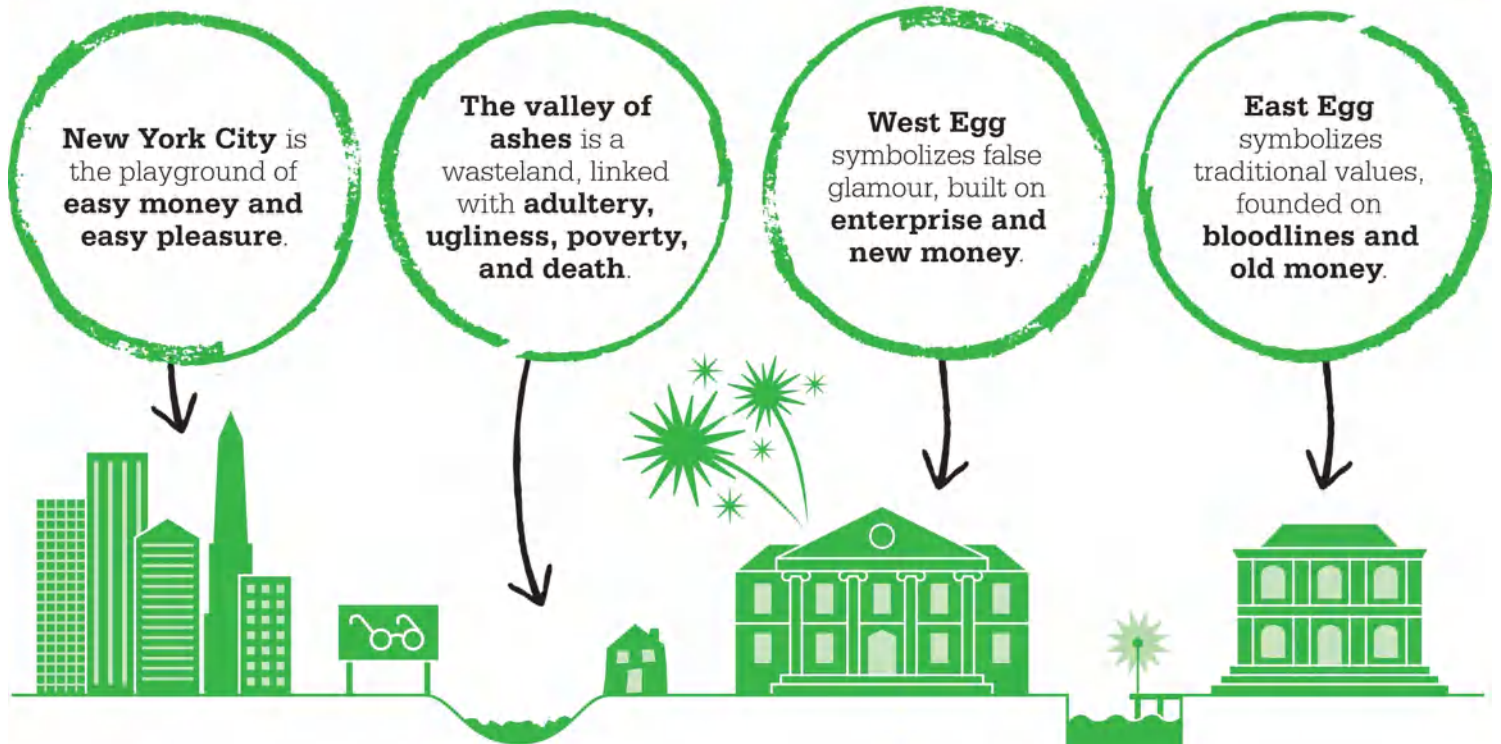 New York City is
the playground of
easy money and
easy pleasure.
The valley of
ashes is a
wasteland, linked
with adultery,
ugliness, poverty,
and death.
West Egg
symbolizes false
glamour, built on
enterprise and
new money.
East Egg
symbolizes
traditional values,
founded on
bloodlines and
old money.